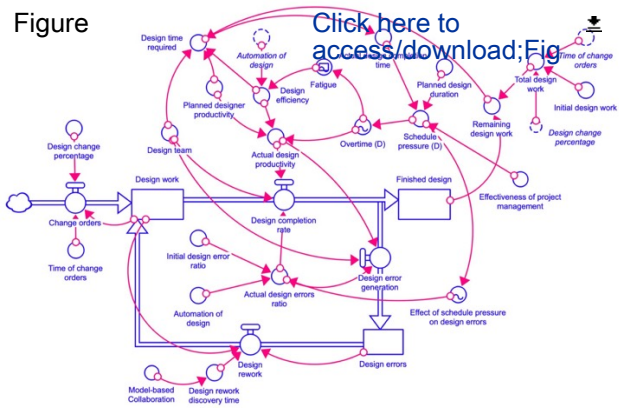 Figure
Click here to
access/download;Fig
Design time
required
Automation of
design
time
Planned design
duration
Time of change
orders
Total design
work
Initial design work
Design
efficiency
Fatigue
Planned designer
productivity
Overtime (D)
Schedule
pressure (D)
Remaining
design work
Design change
percentage
Design change
percentage
Design team
Actual design
productivity
Design work
Finished design
Effectiveness of project
management
Change orders
Design completion
rate
Time of change
orders
Initial design error
ratio
Design error
generation
Automation of
design
Actual design errors
ratio
Effect of schedule pressure
on design errors
Design
rework
Design errors
Model-based
Collaboration
Design rework
discovery time